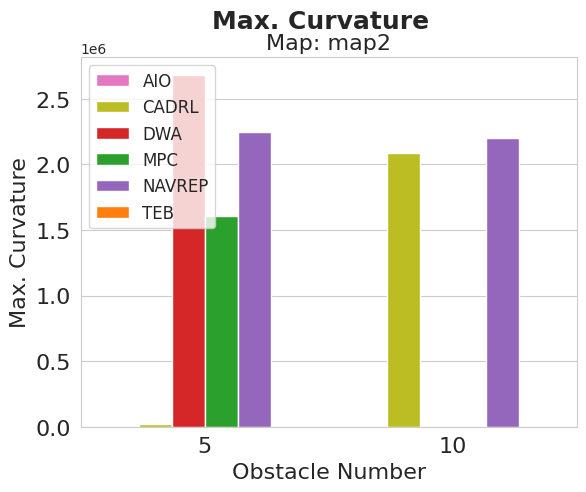 Max. Curvature
Map: map2
1e6
AIO
CADRL
DWA
MPC
NAVREP
TEB
2.5
2.0
1.5
1.0
0.5
0.0
Max. Curvature
5 10
Obstacle Number